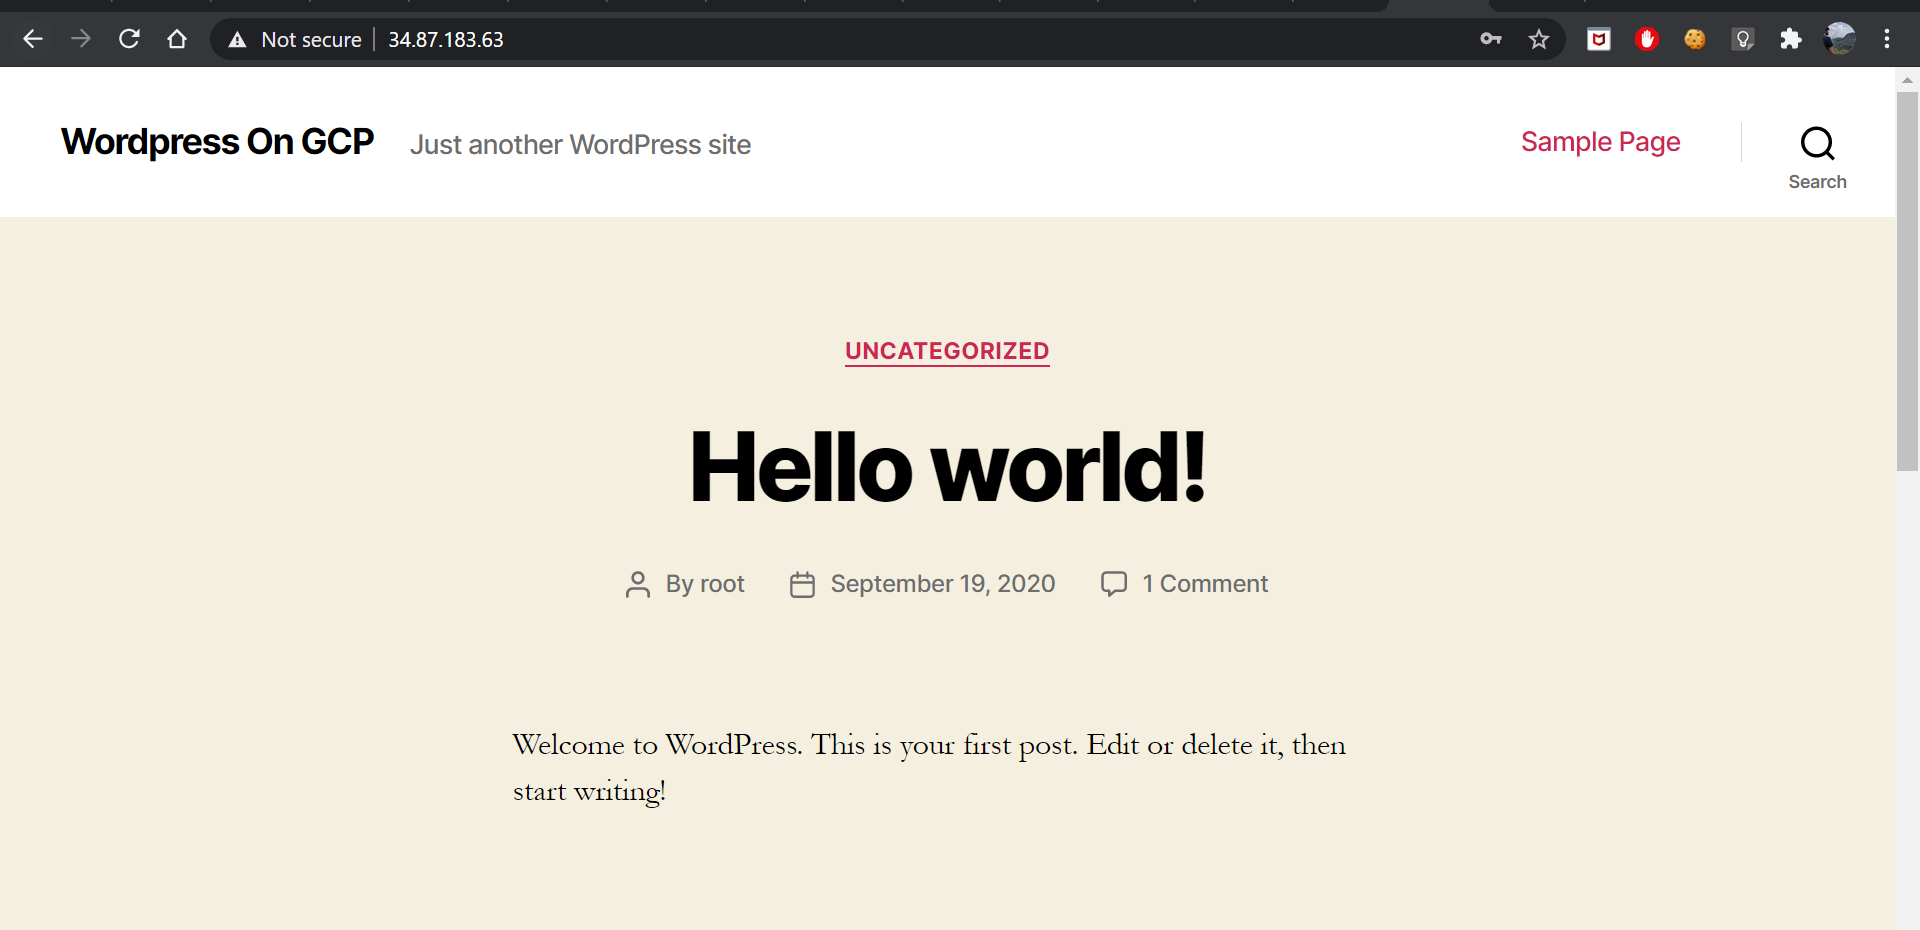 Not secure
34.87.183.63
Wordpress On GCP
Just another WordPress site
Sample Page
Search
UNCATEGORIZED
Hello world!
By root
September 19, 2020
1 Comment
Welcome to WordPress. This is your first post. Edit or delete it, then
start writing!